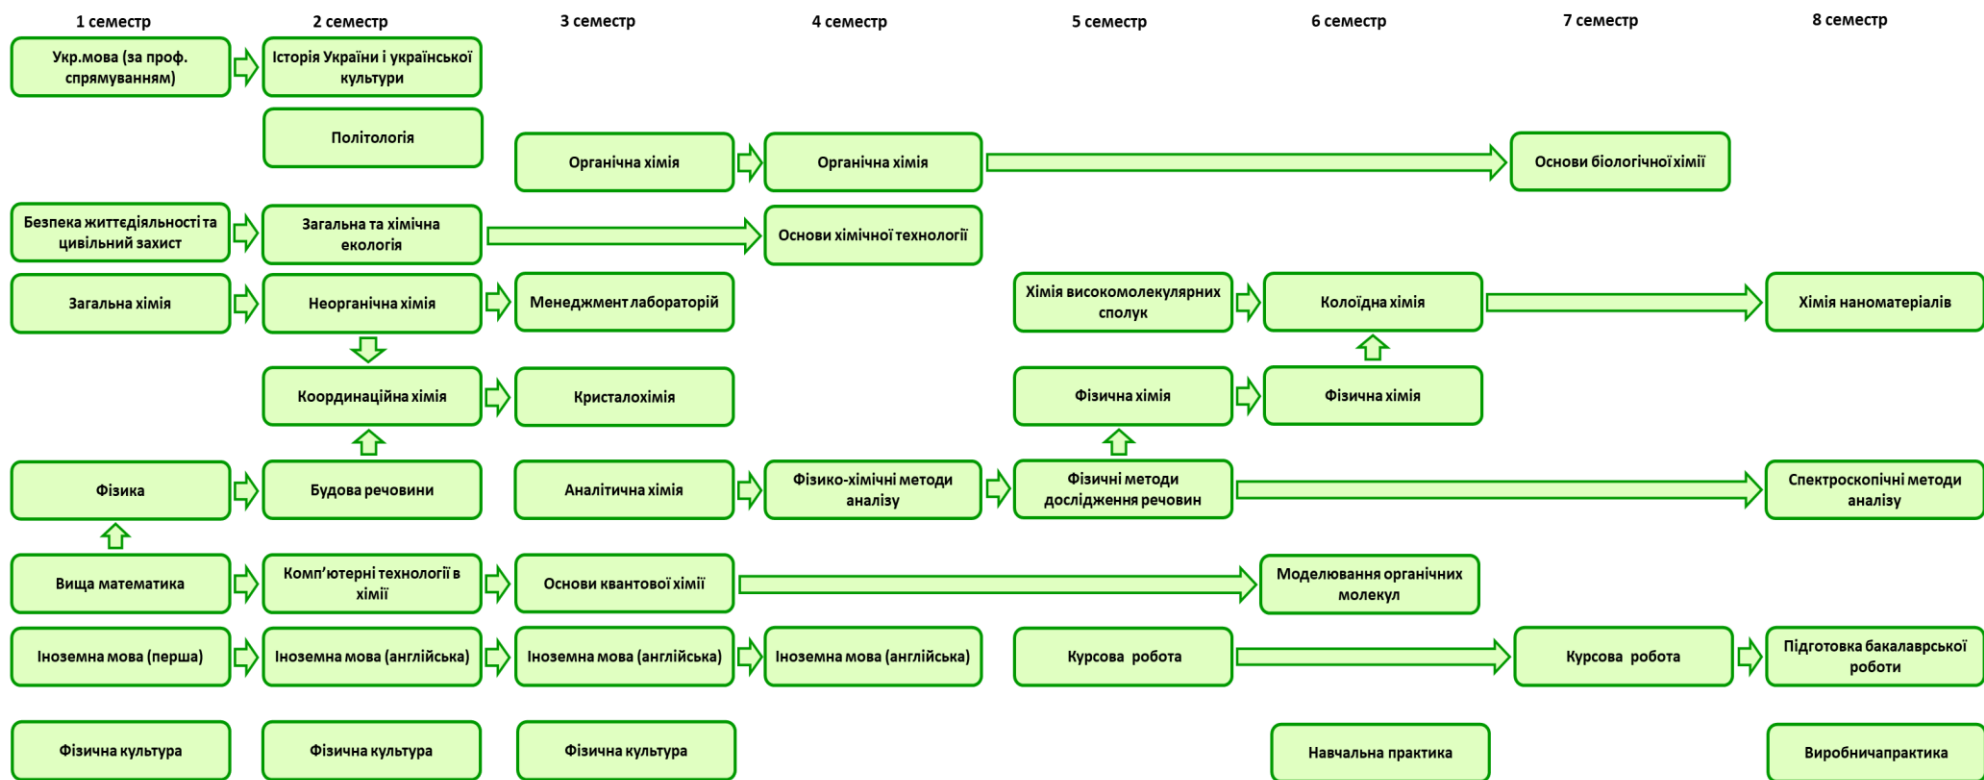 1 семестр
2 семестр
3 семестр
4 семестр
5 семестр
6 семестр
7 семестр
8 семестр
Укр.мова (за проф.
спрямуванням)
Історія України і української
культури
Політологія
Органічна хімія
Органічна хімія
Основи біологічної хімії
Безпека життєдіяльності та
цивільний захист
Загальна та хімічна
екологія
Основи хімічної технології
Загальна хімія
Неорганічна хімія
Менеджмент лабораторій
Хімія високомолекулярних
сполук
Колоїдна хімія
Хімія наноматеріалів
Координаційна хімія
Кристалохімія
Фізична хімія
Фізична хімія
Фізика
Будова речовини
Аналітична хімія
Фізико-хімічні методи
аналізу
Фізичні методи
дослідження речовин
Спектроскопічні методи
аналізу
Вища математика
Комп’ютерні технології в
хімії
Основи квантової хімії
Моделювання органічних
молекул
Іноземна мова (перша)
Іноземна мова (англійська)
Іноземна мова (англійська)
Іноземна мова (англійська)
Курсова робота
Курсова робота
Підготовка бакалаврської
роботи
Фізична культура
Фізична культура
Фізична культура
Навчальна практика
Виробничапрактика